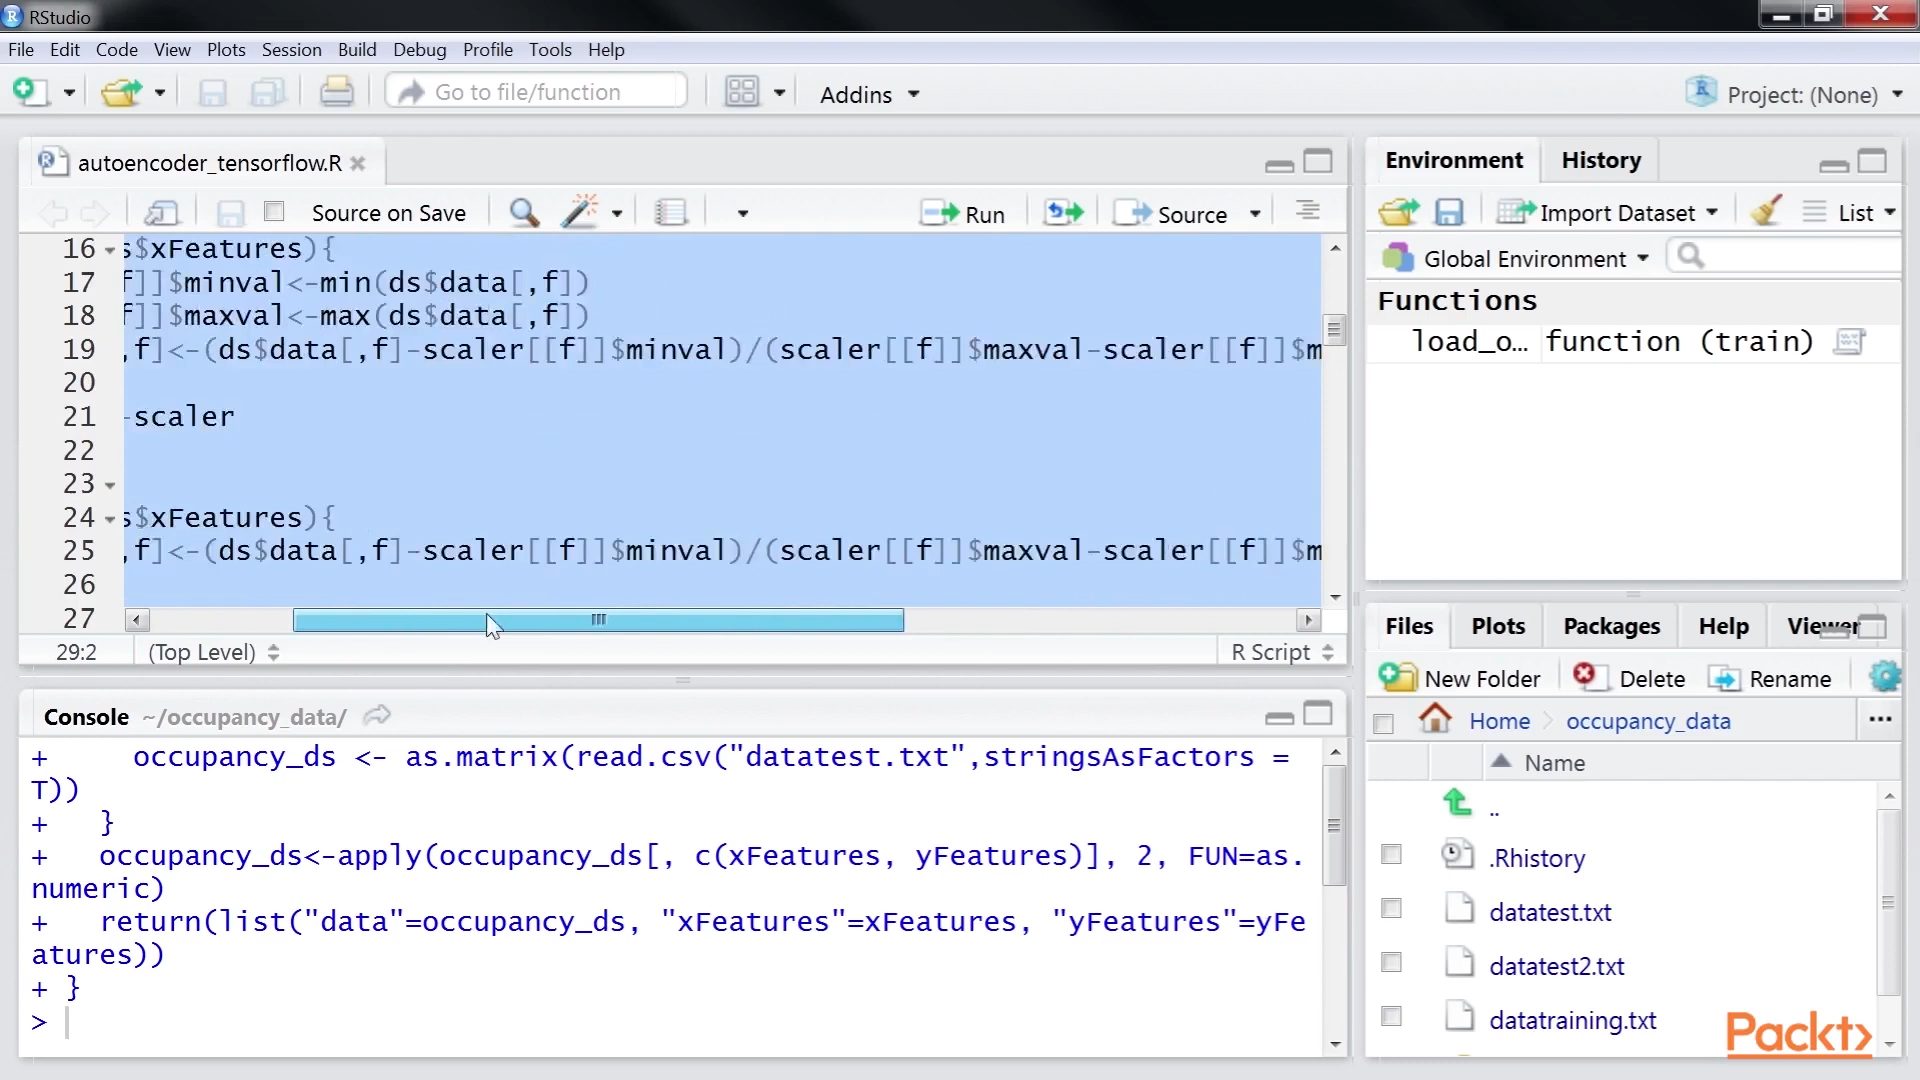 RStudio
File Edit Code View Plots Session Build Debug Profile Tools Help
Go to file/function
Addins
Project: (None)
autoencoder_tensorflow.R
Source on Save
Run
Source
16 s$xFeatures){
17 f]]$minval<-min(ds$data[,f])
18 f]]$maxval<-max(ds$data[,f])
19 ,f]<-(ds$data[,f]-scaler[[f]]$minval)/(scaler[[f]]$maxval-scaler[[f]]$m
20
21 -scaler
22
23
24 s$xFeatures){
25 ,f]<-(ds$data[,f]-scaler[[f]]$minval)/(scaler[[f]]$maxval-scaler[[f]]$m
26
27
29:2 (Top Level) R Script
Console ~/occupancy_data/
+ occupancy_ds <- as.matrix(read.csv("datatest.txt",stringsAsFactors =
T))
+ }
+ occupancy_ds<-apply(occupancy_ds[, c(xFeatures, yFeatures)], 2, FUN=as.
numeric)
+ return(list("data"=occupancy_ds, "xFeatures"=xFeatures, "yFeatures"=yFe
atures))
+ }
>
Environment History
Import Dataset List
Global Environment
Functions
load_o... function (train)
Files Plots Packages Help Viewer
New Folder Delete Rename
Home occupancy_data ...
Name
..
.Rhistory
datatest.txt
datatest2.txt
datatraining.txt
Packt>